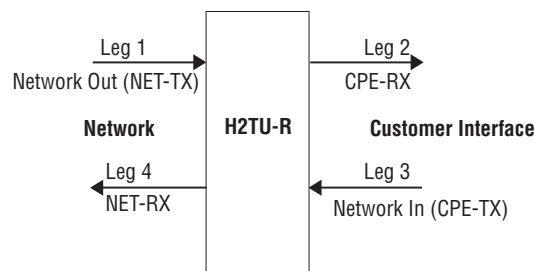 Leg 1
Network Out (NET-TX)
Leg 2
CPE-RX
Network
H2TU-R
Customer Interface
Leg 4
NET-RX
Leg 3
Network In (CPE-TX)